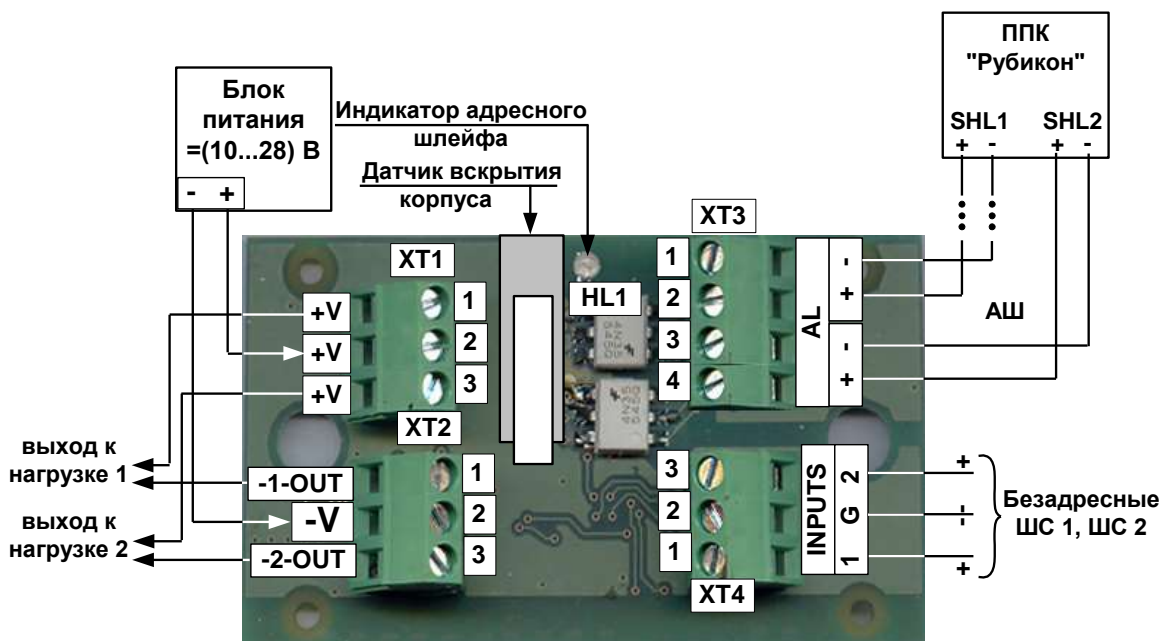 ППК
"Рубикон"
SHL1 SHL2
+ - + -
Блок
питания
=(10...28) В
- +
Индикатор адресного
шлейфа
Датчик вскрытия
корпуса
XT1
+V 1
+V 2
+V 3
HL1
XT3
1
2
3
4
AL
-
+
-
+
АШ
XT2
-1-OUT 1
-V 2
-2-OUT 3
выход к
нагрузке 1
выход к
нагрузке 2
4N35
3
2
1
INPUTS
2
G
1
+
-
-
+
XT4
Безадресные
ШС 1, ШС 2